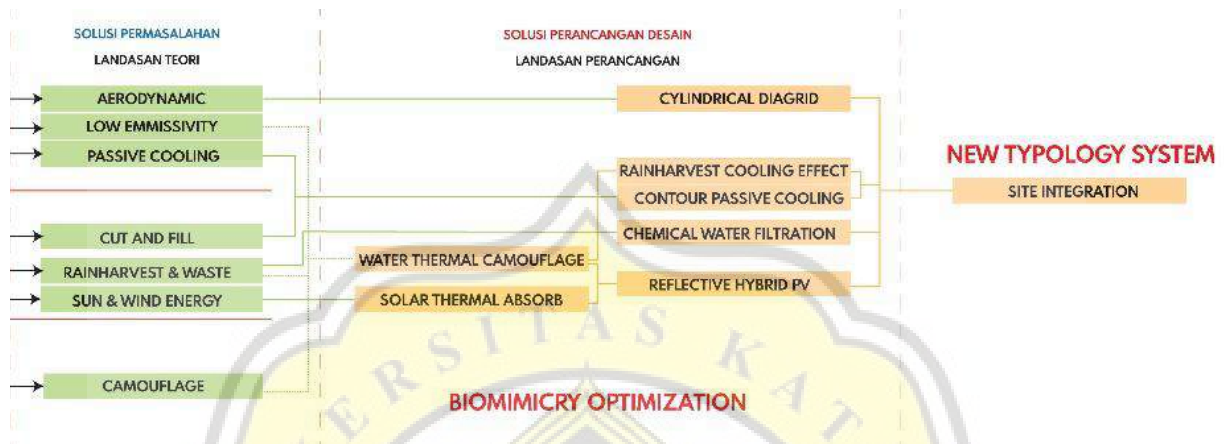 SOLUSI PERMASALAHAN
LANDASAN TEORI
AERODYNAMIC
LOW EMMISSIVITY
PASSIVE COOLING
CUT AND FILL
RAINHARVEST & WASTE
SUN & WIND ENERGY
CAMOUFLAGE
SOLUSI PERANCANGAN DESAIN
LANDASAN PERANCANGAN
CYLINDRICAL DIAGRID
RAINHARVEST COOLING EFFECT
CONTOUR PASSIVE COOLING
CHEMICAL WATER FILTRATION
WATER THERMAL CAMOUFLAGE
REFLECTIVE HYBRID PV
SOLAR THERMAL ABSORB
BIOMIMICRY OPTIMIZATION
NEW TYPOLOGY SYSTEM
SITE INTEGRATION
ERSITAS KAT